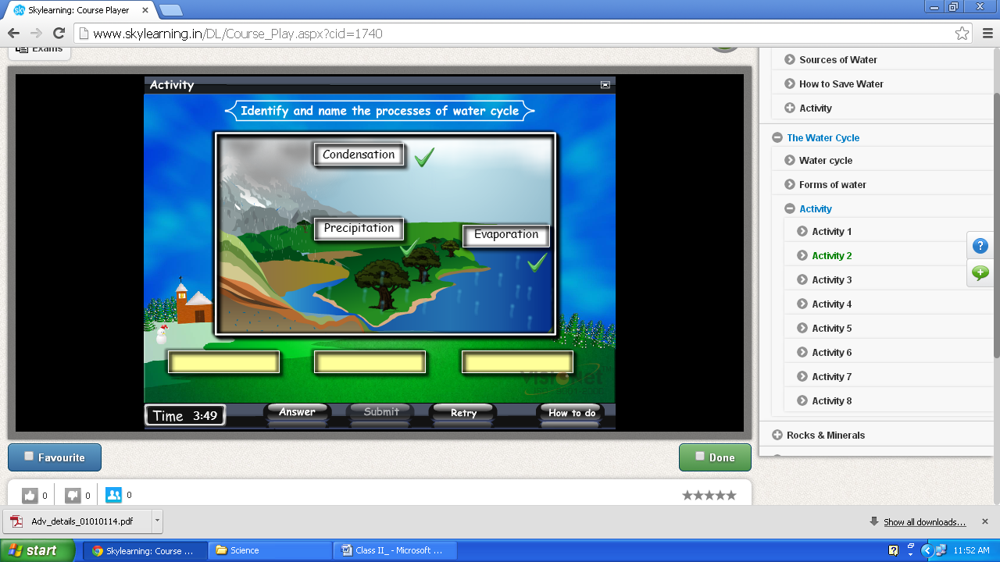 Skylearning: Course Player
www.skylearning.in/DL/Course_Play.aspx?cid=1740
Exams
Activity
Identify and name the processes of water cycle
Condensation
Precipitation
Evaporation
Time 3:49
Answer
Submit
Retry
How to do
Favourite
Done
0
0
0
Sources of Water
How to Save Water
Activity
The Water Cycle
Water cycle
Forms of water
Activity
Activity 1
Activity 2
Activity 3
Activity 4
Activity 5
Activity 6
Activity 7
Activity 8
Rocks & Minerals
Adv_details_01010114.pdf
Show all downloads...
start
Skylearning: Course ...
Science
Class II_ - Microsoft ...
11:52 AM